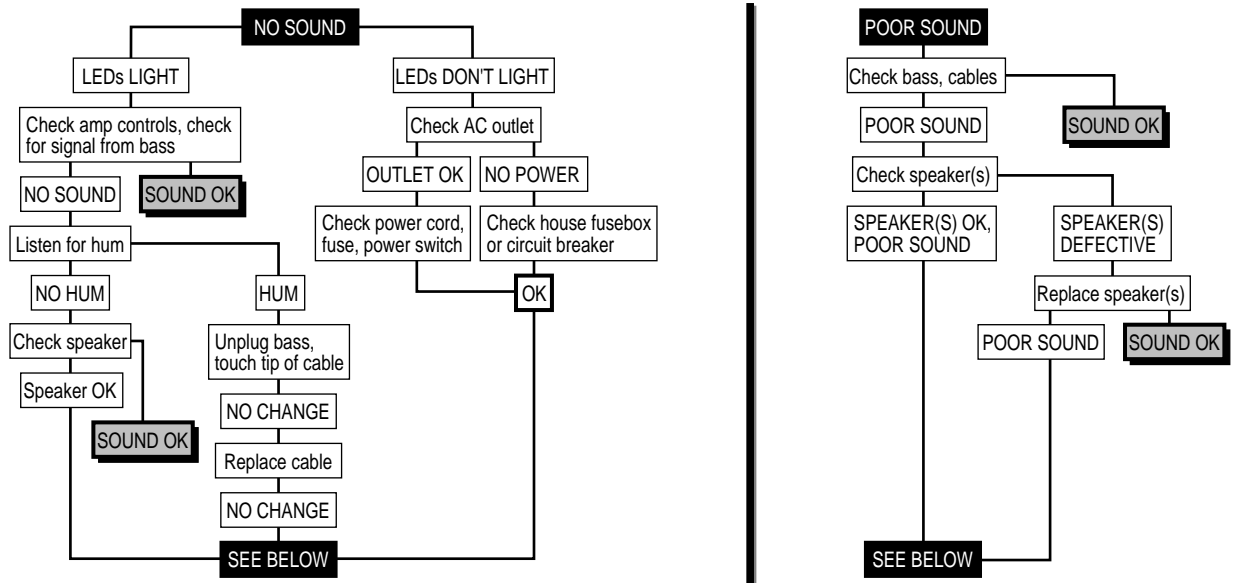 NO SOUND
LEDs LIGHT
Check amp controls, check
for signal from bass
NO SOUND
SOUND OK
Listen for hum
NO HUM
HUM
Check speaker
Speaker OK
SOUND OK
Unplug bass,
touch tip of cable
NO CHANGE
Replace cable
NO CHANGE
LEDs DON'T LIGHT
Check AC outlet
OUTLET OK
NO POWER
Check power cord,
fuse, power switch
Check house fusebox
or circuit breaker
OK
SEE BELOW
POOR SOUND
Check bass, cables
POOR SOUND
SOUND OK
Check speaker(s)
SPEAKER(S) OK,
POOR SOUND
SPEAKER(S)
DEFECTIVE
Replace speaker(s)
POOR SOUND
SOUND OK
SEE BELOW